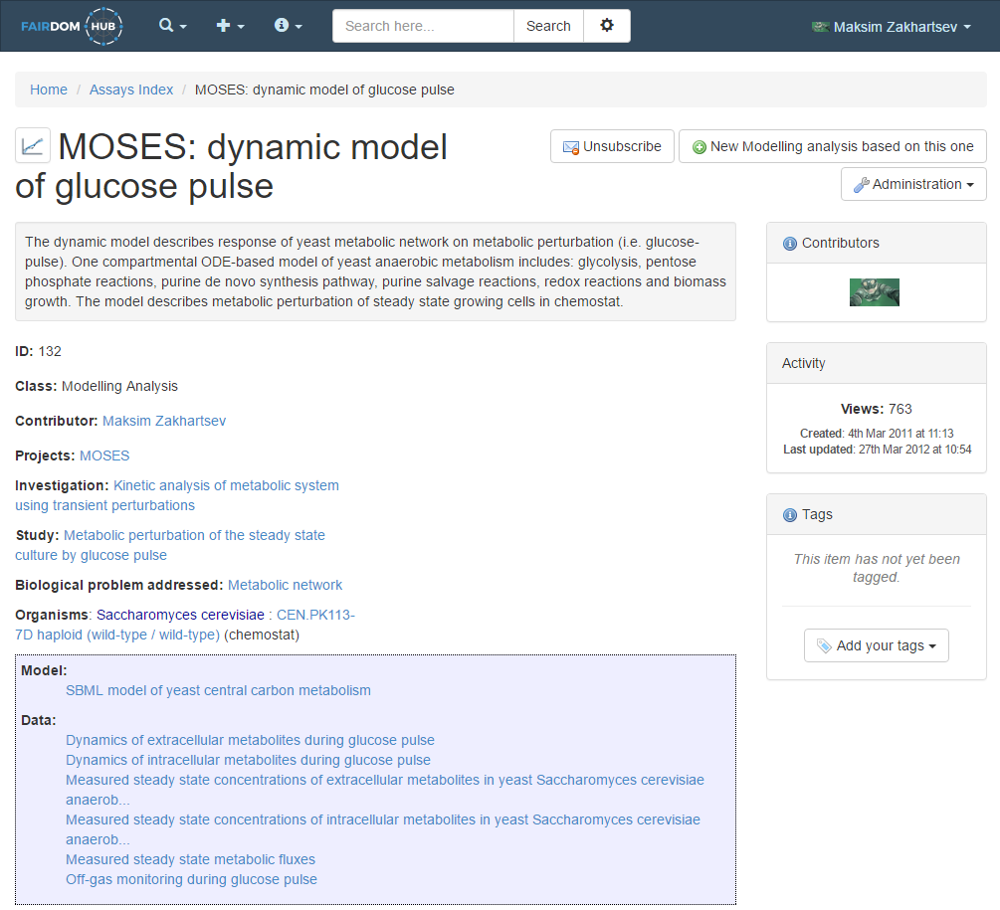 FAIRDOM HUB
Search here...
Search
Maksim Zakhartsev
Home / Assays Index / MOSES: dynamic model of glucose pulse
MOSES: dynamic model
of glucose pulse
Unsubscribe
New Modelling analysis based on this one
Administration
The dynamic model describes response of yeast metabolic network on metabolic perturbation (i.e. glucose-
pulse). One compartmental ODE-based model of yeast anaerobic metabolism includes: glycolysis, pentose
phosphate reactions, purine de novo synthesis pathway, purine salvage reactions, redox reactions and biomass
growth. The model describes metabolic perturbation of steady state growing cells in chemostat.
ID: 132
Class: Modelling Analysis
Contributor: Maksim Zakhartsev
Projects: MOSES
Investigation: Kinetic analysis of metabolic system
using transient perturbations
Study: Metabolic perturbation of the steady state
culture by glucose pulse
Biological problem addressed: Metabolic network
Organisms: Saccharomyces cerevisiae : CEN.PK113-
7D haploid (wild-type / wild-type) (chemostat)
Model:
SBML model of yeast central carbon metabolism
Data:
Dynamics of extracellular metabolites during glucose pulse
Dynamics of intracellular metabolites during glucose pulse
Measured steady state concentrations of extracellular metabolites in yeast Saccharomyces cerevisiae
anaerob...
Measured steady state concentrations of intracellular metabolites in yeast Saccharomyces cerevisiae
anaerob...
Measured steady state metabolic fluxes
Off-gas monitoring during glucose pulse
Contributors
Activity
Views: 763
Created: 4th Mar 2011 at 11:13
Last updated: 27th Mar 2012 at 10:54
Tags
This item has not yet been
tagged.
Add your tags